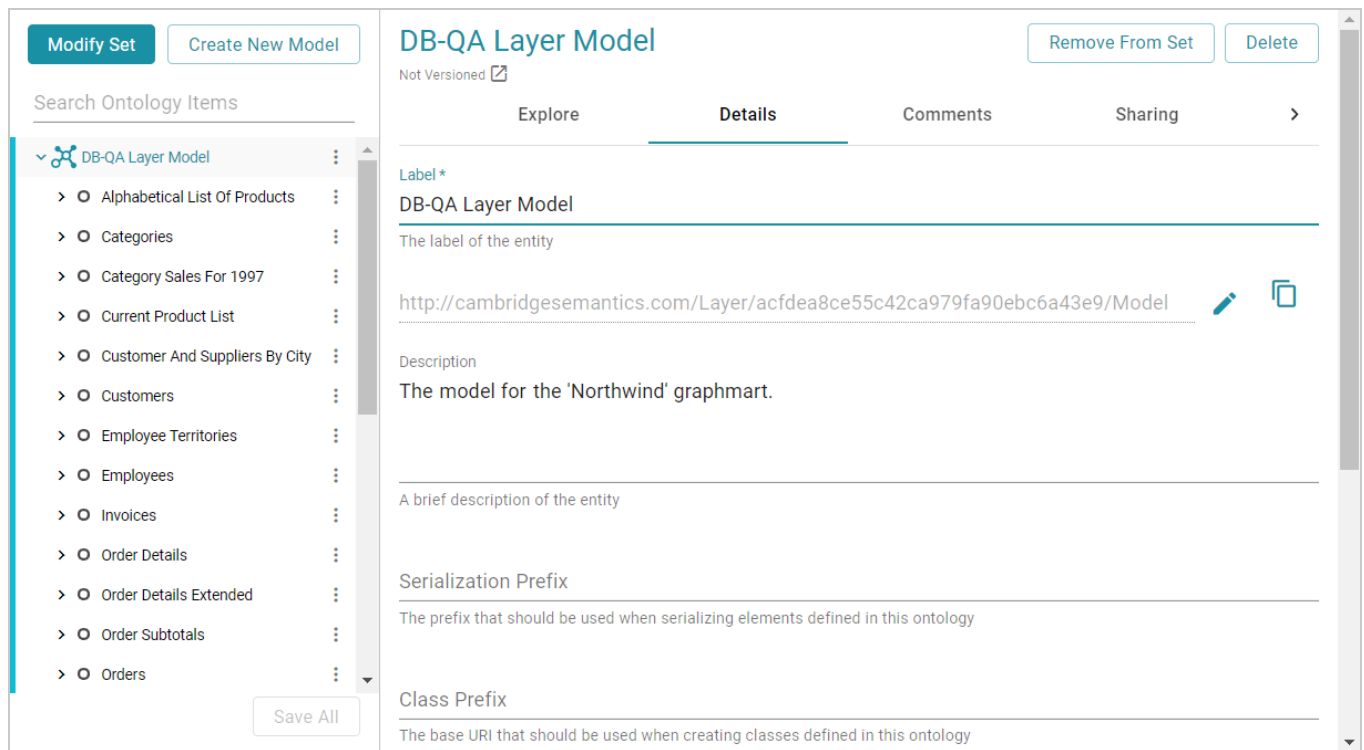 Modify Set
Create New Model
Search Ontology Items
DB-QA Layer Model
Alphabetical List Of Products
Categories
Category Sales For 1997
Current Product List
Customer And Suppliers By City
Customers
Employee Territories
Employees
Invoices
Order Details
Order Details Extended
Order Subtotals
Orders
Save All
DB-QA Layer Model
Remove From Set
Delete
Not Versioned
Explore
Details
Comments
Sharing
Label *
DB-QA Layer Model
The label of the entity
http://cambridgesemantics.com/Layer/acfdea8ce55c42ca979fa90ebc6a43e9/Model
Description
The model for the 'Northwind' graphmart.
A brief description of the entity
Serialization Prefix
The prefix that should be used when serializing elements defined in this ontology
Class Prefix
The base URI that should be used when creating classes defined in this ontology